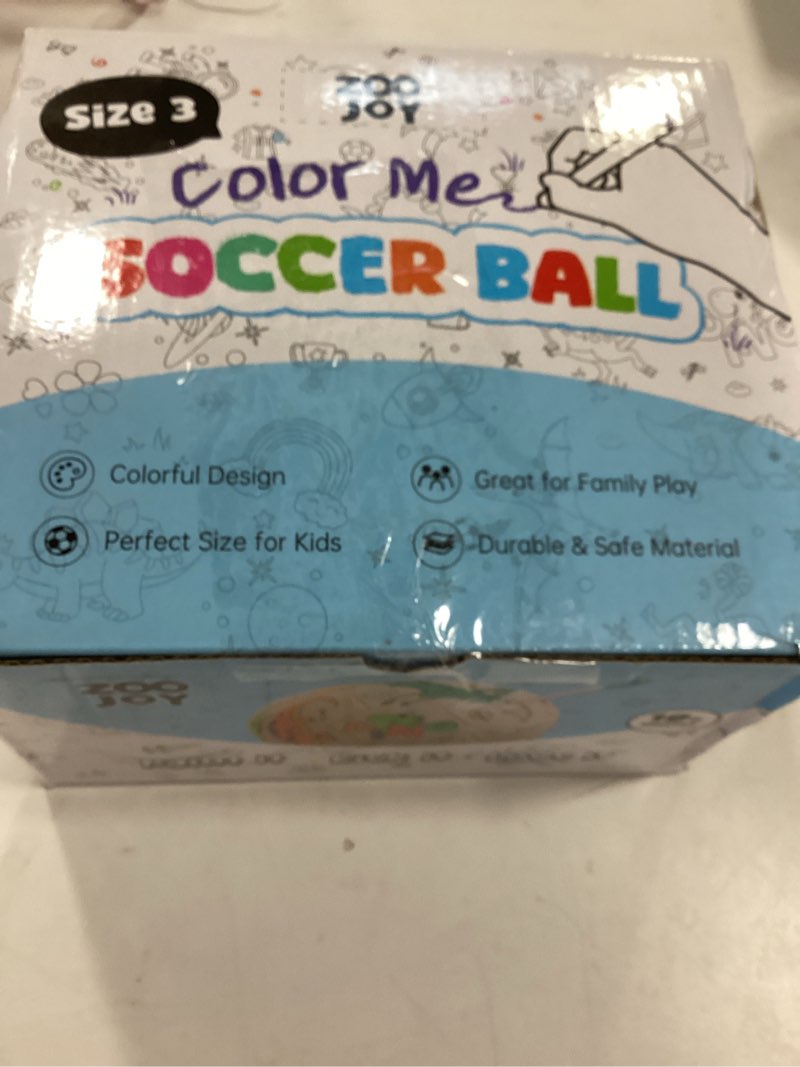 Size 3
ZOO
JOY
Color Me
SOCCER BALL
Colorful Design
Great for Family Play
Perfect Size for Kids
Durable & Safe Material
ZOO
JOY